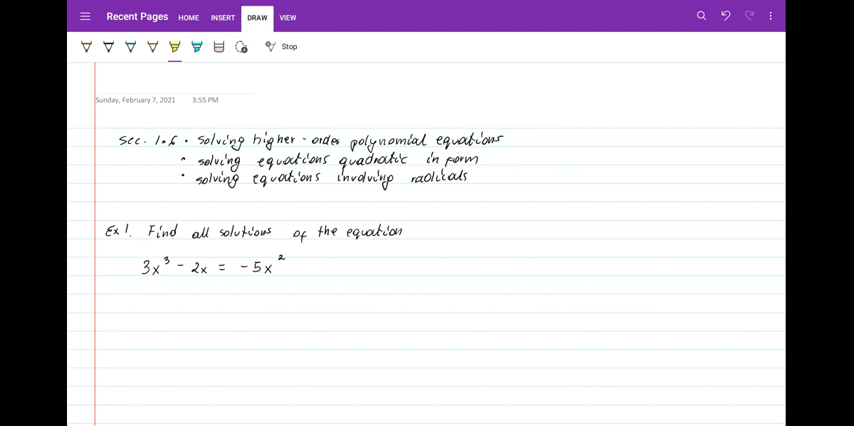 Recent Pages HOME INSERT DRAW VIEW
Stop
Sunday, February 7, 2021 3:55 PM
Sec. 1.6 • solving higher-order polynomial equations
• solving equations quadratic in form
• solving equations involving radicals
Ex 1. Find all solutions of the equation
3x³ - 2x = -5x²